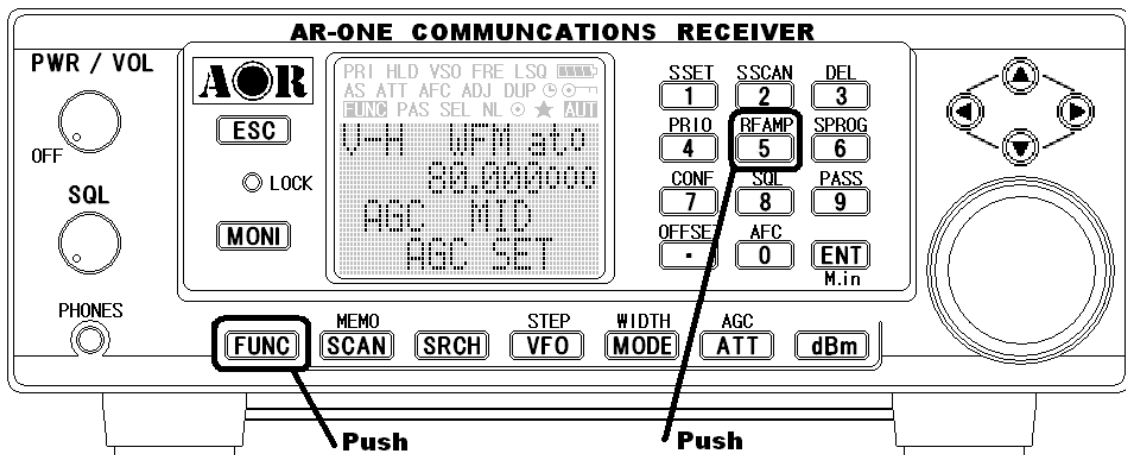 AR-ONE COMMUNCATIONS RECEIVER
PWR / VOL
OFF
SQL
PHONES
AOR
ESC
LOCK
MONI
PRI HLD VSO FRE LSQ
AS ATT AFC ADJ DUP
FUNC PAS SEL NL AUT
V-H WFM ato
80.000000
AGC MID
AGC SET
SSET SSCAN DEL
1 2 3
PRIO RFAMP SPROG
4 5 6
CONF SQL PASS
7 8 9
OFFSET AFC
. 0 ENT
M.in
MEMO STEP WIDTH AGC
FUNC SCAN SRCH VFO MODE ATT dBm
Push Push